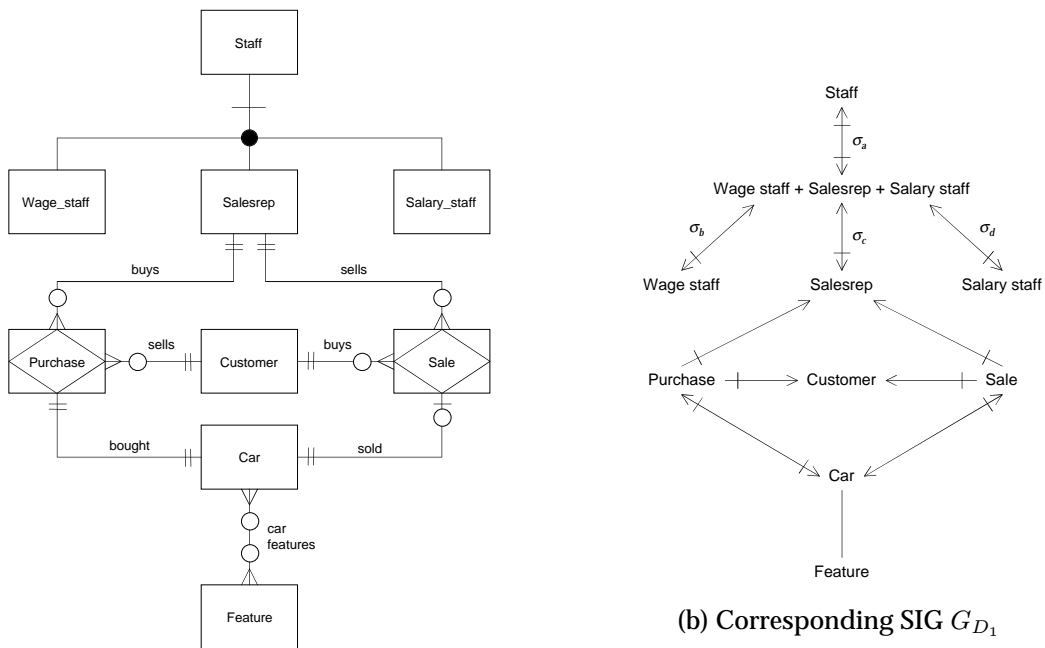 Staff
Wage_staff
Salesrep
Salary_staff
buys
sells
Purchase
sells
Customer
buys
Sale
bought
Car
sold
car
features
Feature
Staff
σa
Wage staff + Salesrep + Salary staff
σb
σc
σd
Wage staff
Salesrep
Salary staff
Purchase
Customer
Sale
Car
Feature
(b) Corresponding SIG G_{D_1}